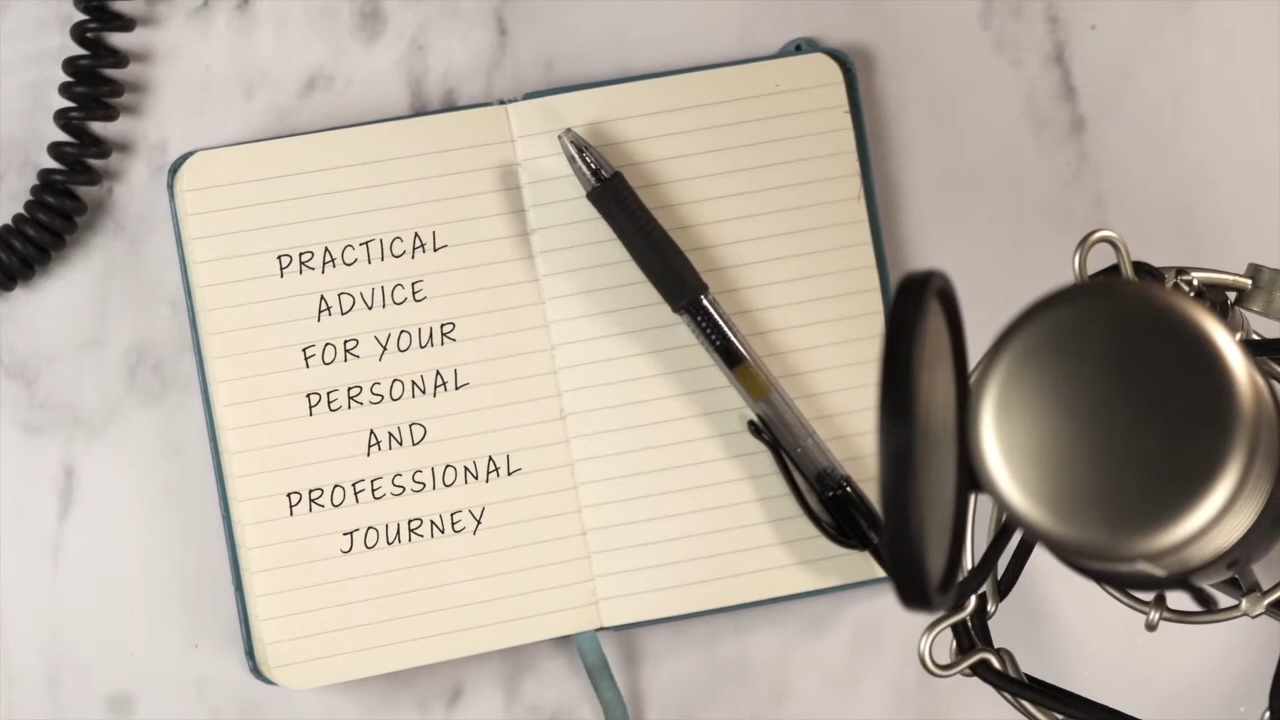 PRACTICAL
ADVICE
FOR YOUR
PERSONAL
AND
PROFESSIONAL
JOURNEY